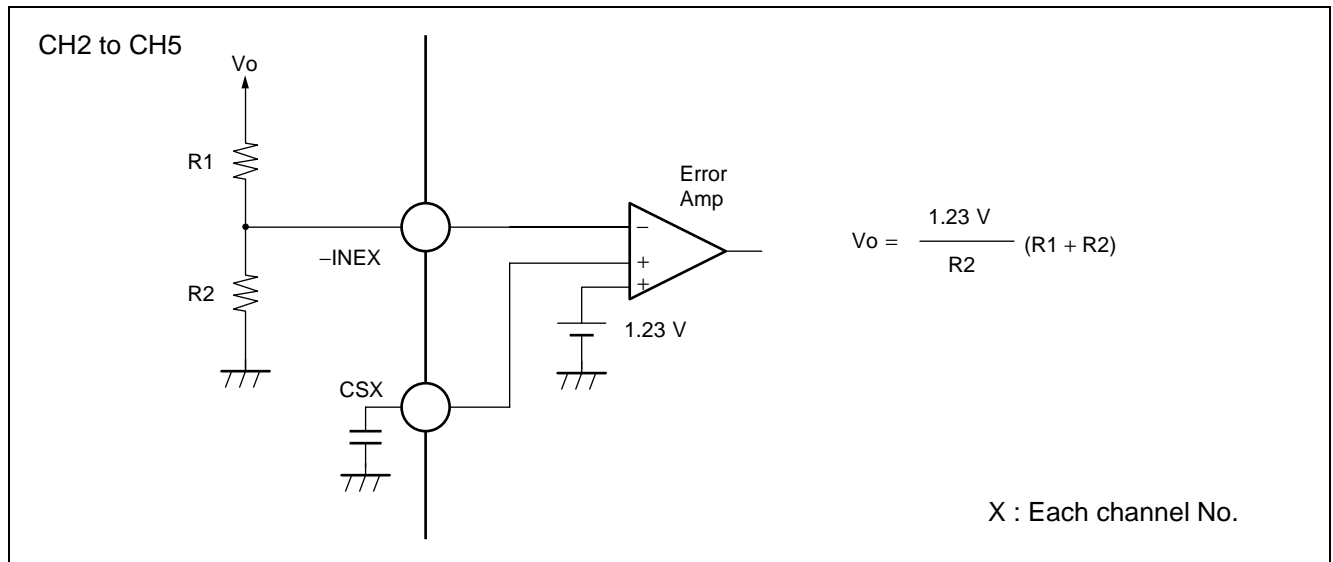 CH2 to CH5
Vo
R1
R2
−INEX
CSX
Error
Amp
−
+
+
1.23 V
Vo = 1.23 V / R2 (R1 + R2)
X : Each channel No.